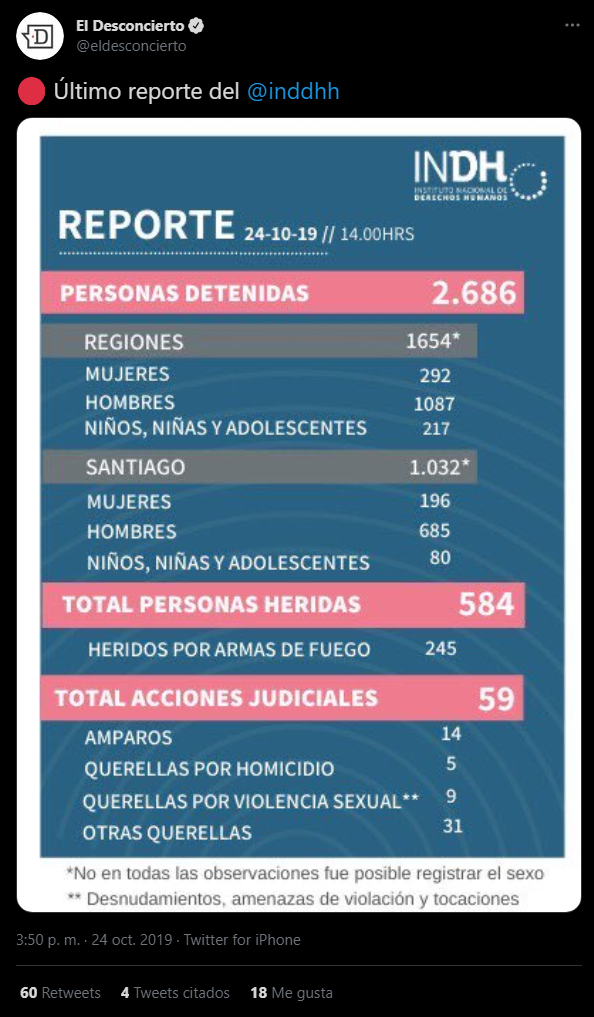 El Desconcierto
@eldesconcierto
Último reporte del @inddhh
INDH
INSTITUTO NACIONAL DE
DERECHOS HUMANOS
REPORTE 24-10-19 // 14.00HRS
PERSONAS DETENIDAS 2.686
REGIONES 1654*
MUJERES 292
HOMBRES 1087
NIÑOS, NIÑAS Y ADOLESCENTES 217
SANTIAGO 1.032*
MUJERES 196
HOMBRES 685
NIÑOS, NIÑAS Y ADOLESCENTES 80
TOTAL PERSONAS HERIDAS 584
HERIDOS POR ARMAS DE FUEGO 245
TOTAL ACCIONES JUDICIALES 59
AMPAROS 14
QUERELLAS POR HOMICIDIO 5
QUERELLAS POR VIOLENCIA SEXUAL** 9
OTRAS QUERELLAS 31
*No en todas las observaciones fue posible registrar el sexo
** Desnudamientos, amenazas de violación y tocaciones
3:50 p. m. · 24 oct. 2019 · Twitter for iPhone
60 Retweets 4 Tweets citados 18 Me gusta